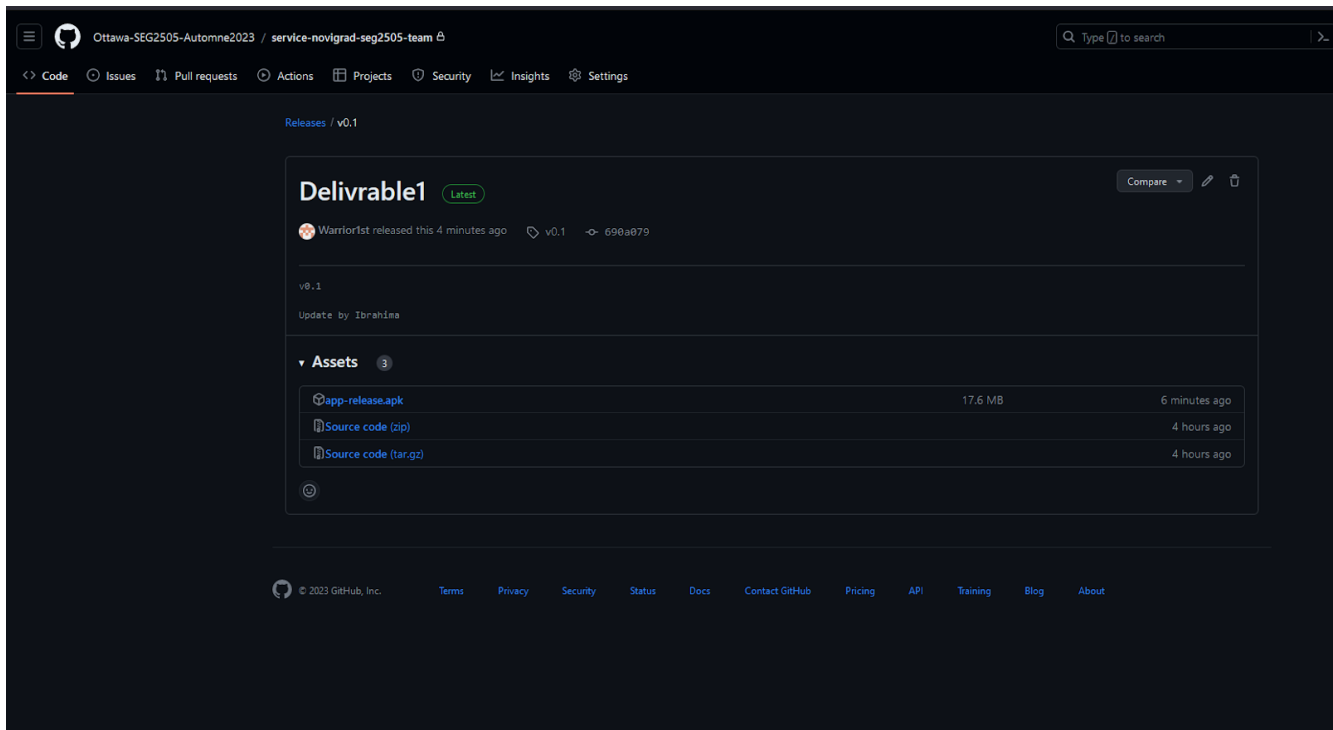 Ottawa-SEG2505-Automne2023 / service-novigrad-seg2505-team
Type / to search
Code Issues Pull requests Actions Projects Security Insights Settings
Releases / v0.1
Delivrable1 Latest Compare
Warrior1st released this 4 minutes ago v0.1 690a079
v0.1
Update by Ibrahima
Assets 3
app-release.apk 17.6 MB 6 minutes ago
Source code (zip) 4 hours ago
Source code (tar.gz) 4 hours ago
© 2023 GitHub, Inc. Terms Privacy Security Status Docs Contact GitHub Pricing API Training Blog About